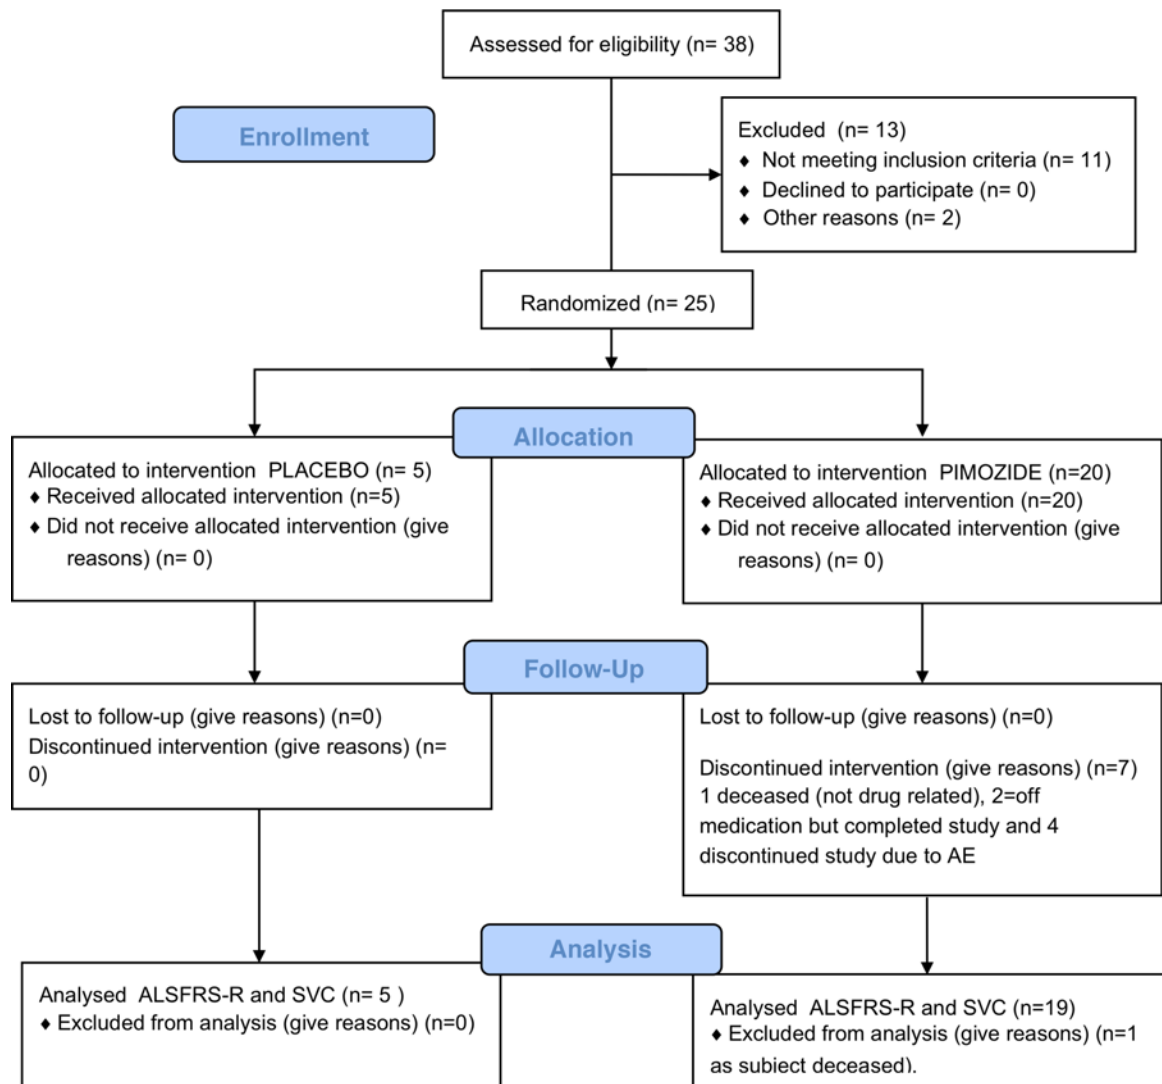 Assessed for eligibility (n= 38)
Enrollment
Excluded  (n= 13)
♦ Not meeting inclusion criteria (n= 11)
♦ Declined to participate (n= 0)
♦ Other reasons (n= 2)
Randomized (n= 25)
Allocation
Allocated to intervention  PLACEBO (n= 5)
♦ Received allocated intervention (n=5)
♦ Did not receive allocated intervention (give
reasons) (n= 0)
Allocated to intervention  PIMOZIDE (n=20)
♦ Received allocated intervention (n=20)
♦ Did not receive allocated intervention (give
reasons) (n= 0)
Follow-Up
Lost to follow-up (give reasons) (n=0)
Discontinued intervention (give reasons) (n=
0)
Lost to follow-up (give reasons) (n=0)
Discontinued intervention (give reasons) (n=7)
1 deceased (not drug related), 2=off
medication but completed study and 4
discontinued study due to AE
Analysis
Analysed  ALSFRS-R and SVC (n= 5 )
♦ Excluded from analysis (give reasons) (n=0)
Analysed  ALSFRS-R and SVC (n=19)
♦ Excluded from analysis (give reasons) (n=1
as subject deceased).